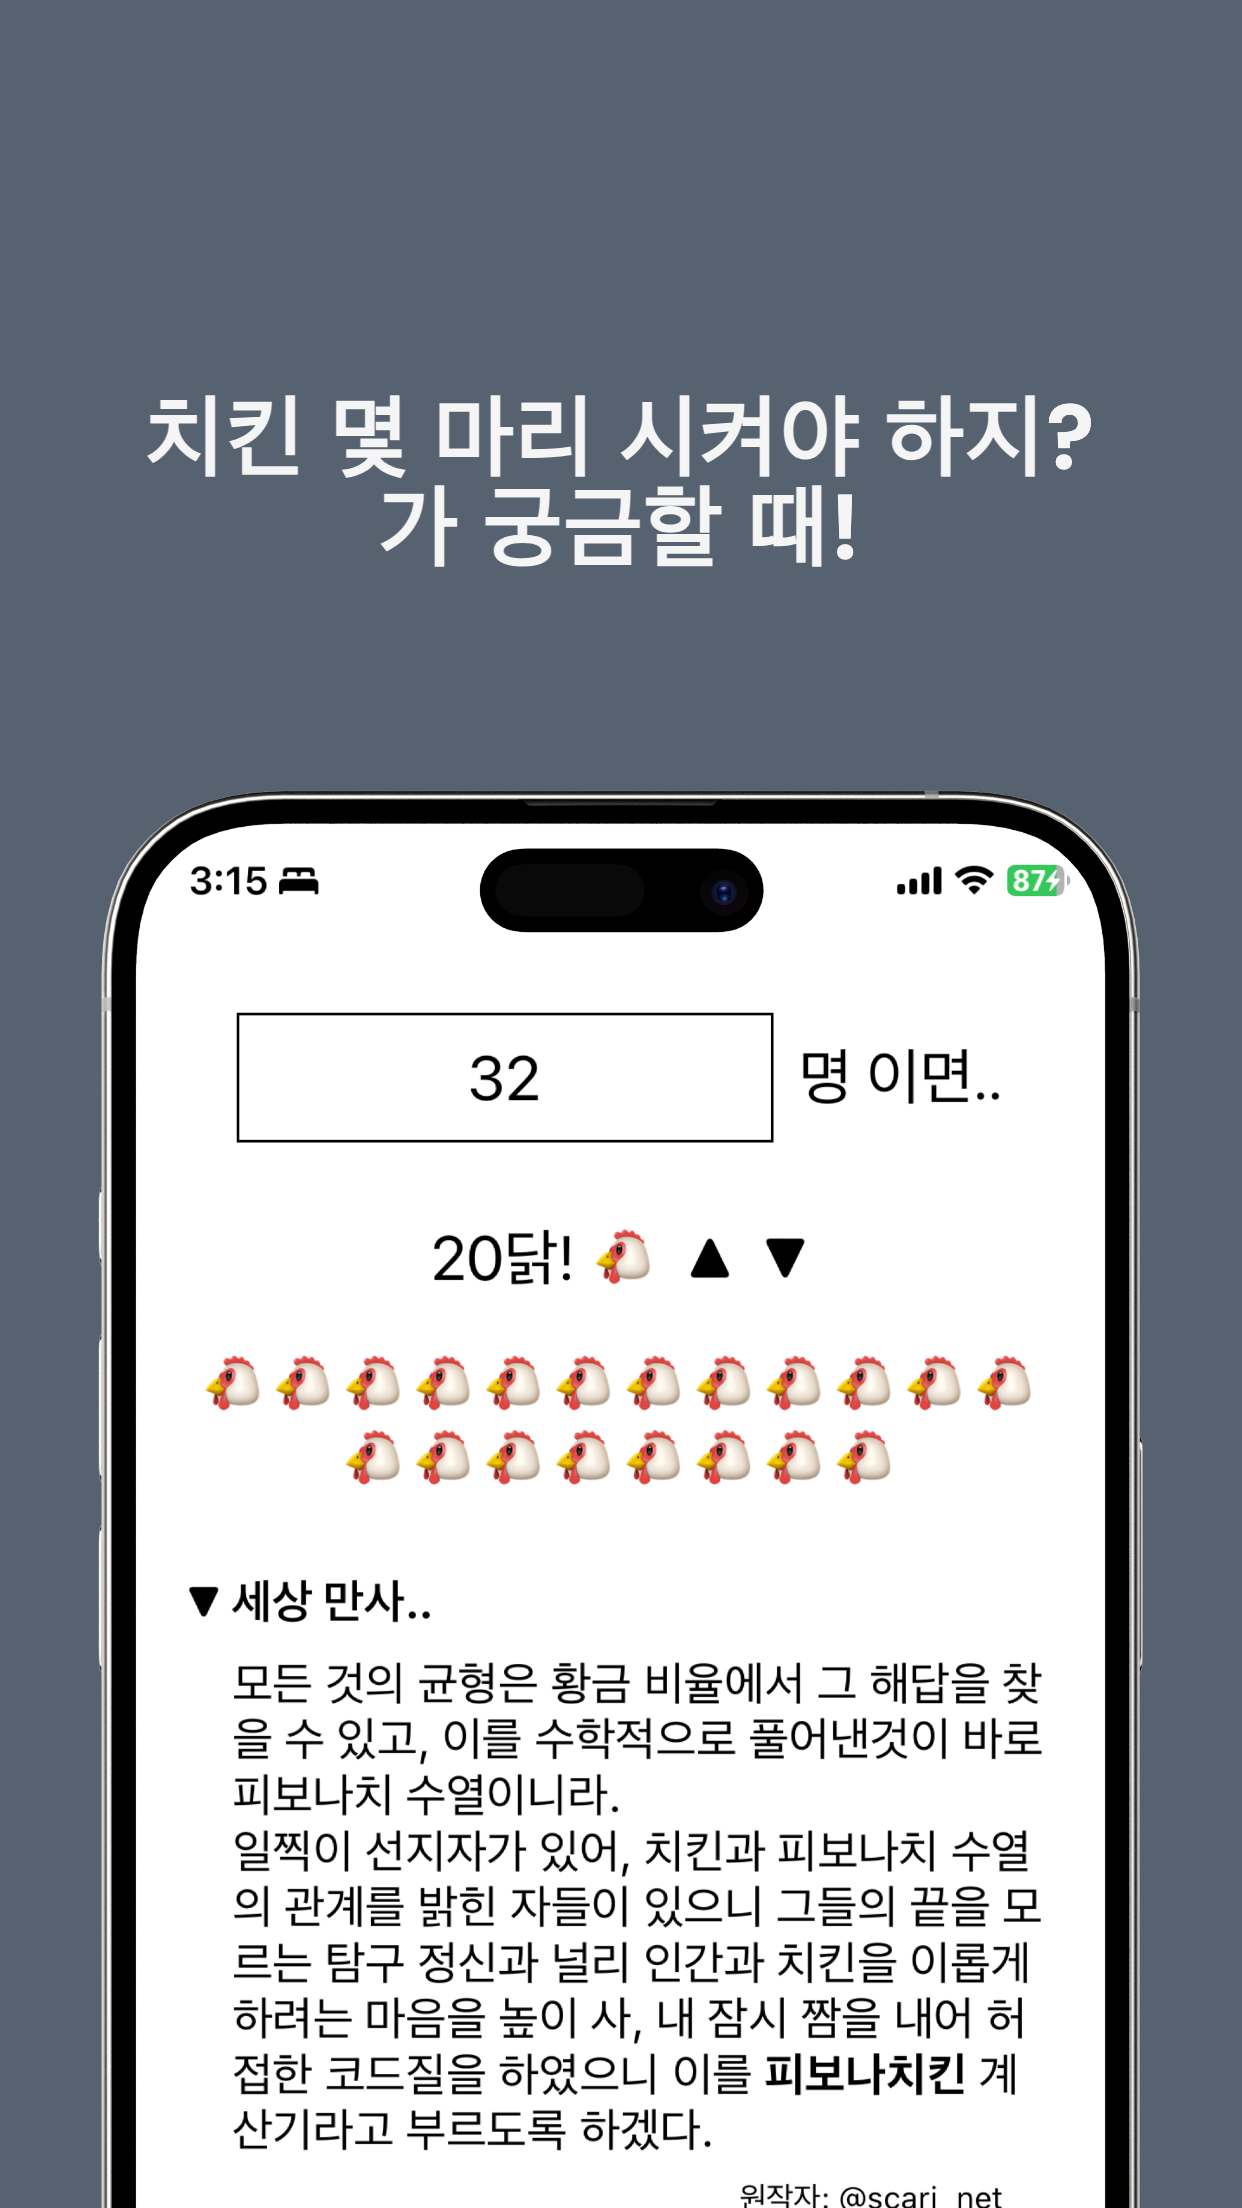 치킨 몇 마리 시켜야 하지?
가 궁금할 때!
3:15
87
32
명 이면..
20닭! 🐔 ▲ ▼
▼ 세상 만사..
모든 것의 균형은 황금 비율에서 그 해답을 찾
을 수 있고, 이를 수학적으로 풀어낸것이 바로
피보나치 수열이니라.
일찍이 선지자가 있어, 치킨과 피보나치 수열
의 관계를 밝힌 자들이 있으니 그들의 끝을 모
르는 탐구 정신과 널리 인간과 치킨을 이롭게
하려는 마음을 높이 사, 내 잠시 짬을 내어 허
접한 코드질을 하였으니 이를 피보나치킨 계
산기라고 부르도록 하겠다.
원작자: @scari_net